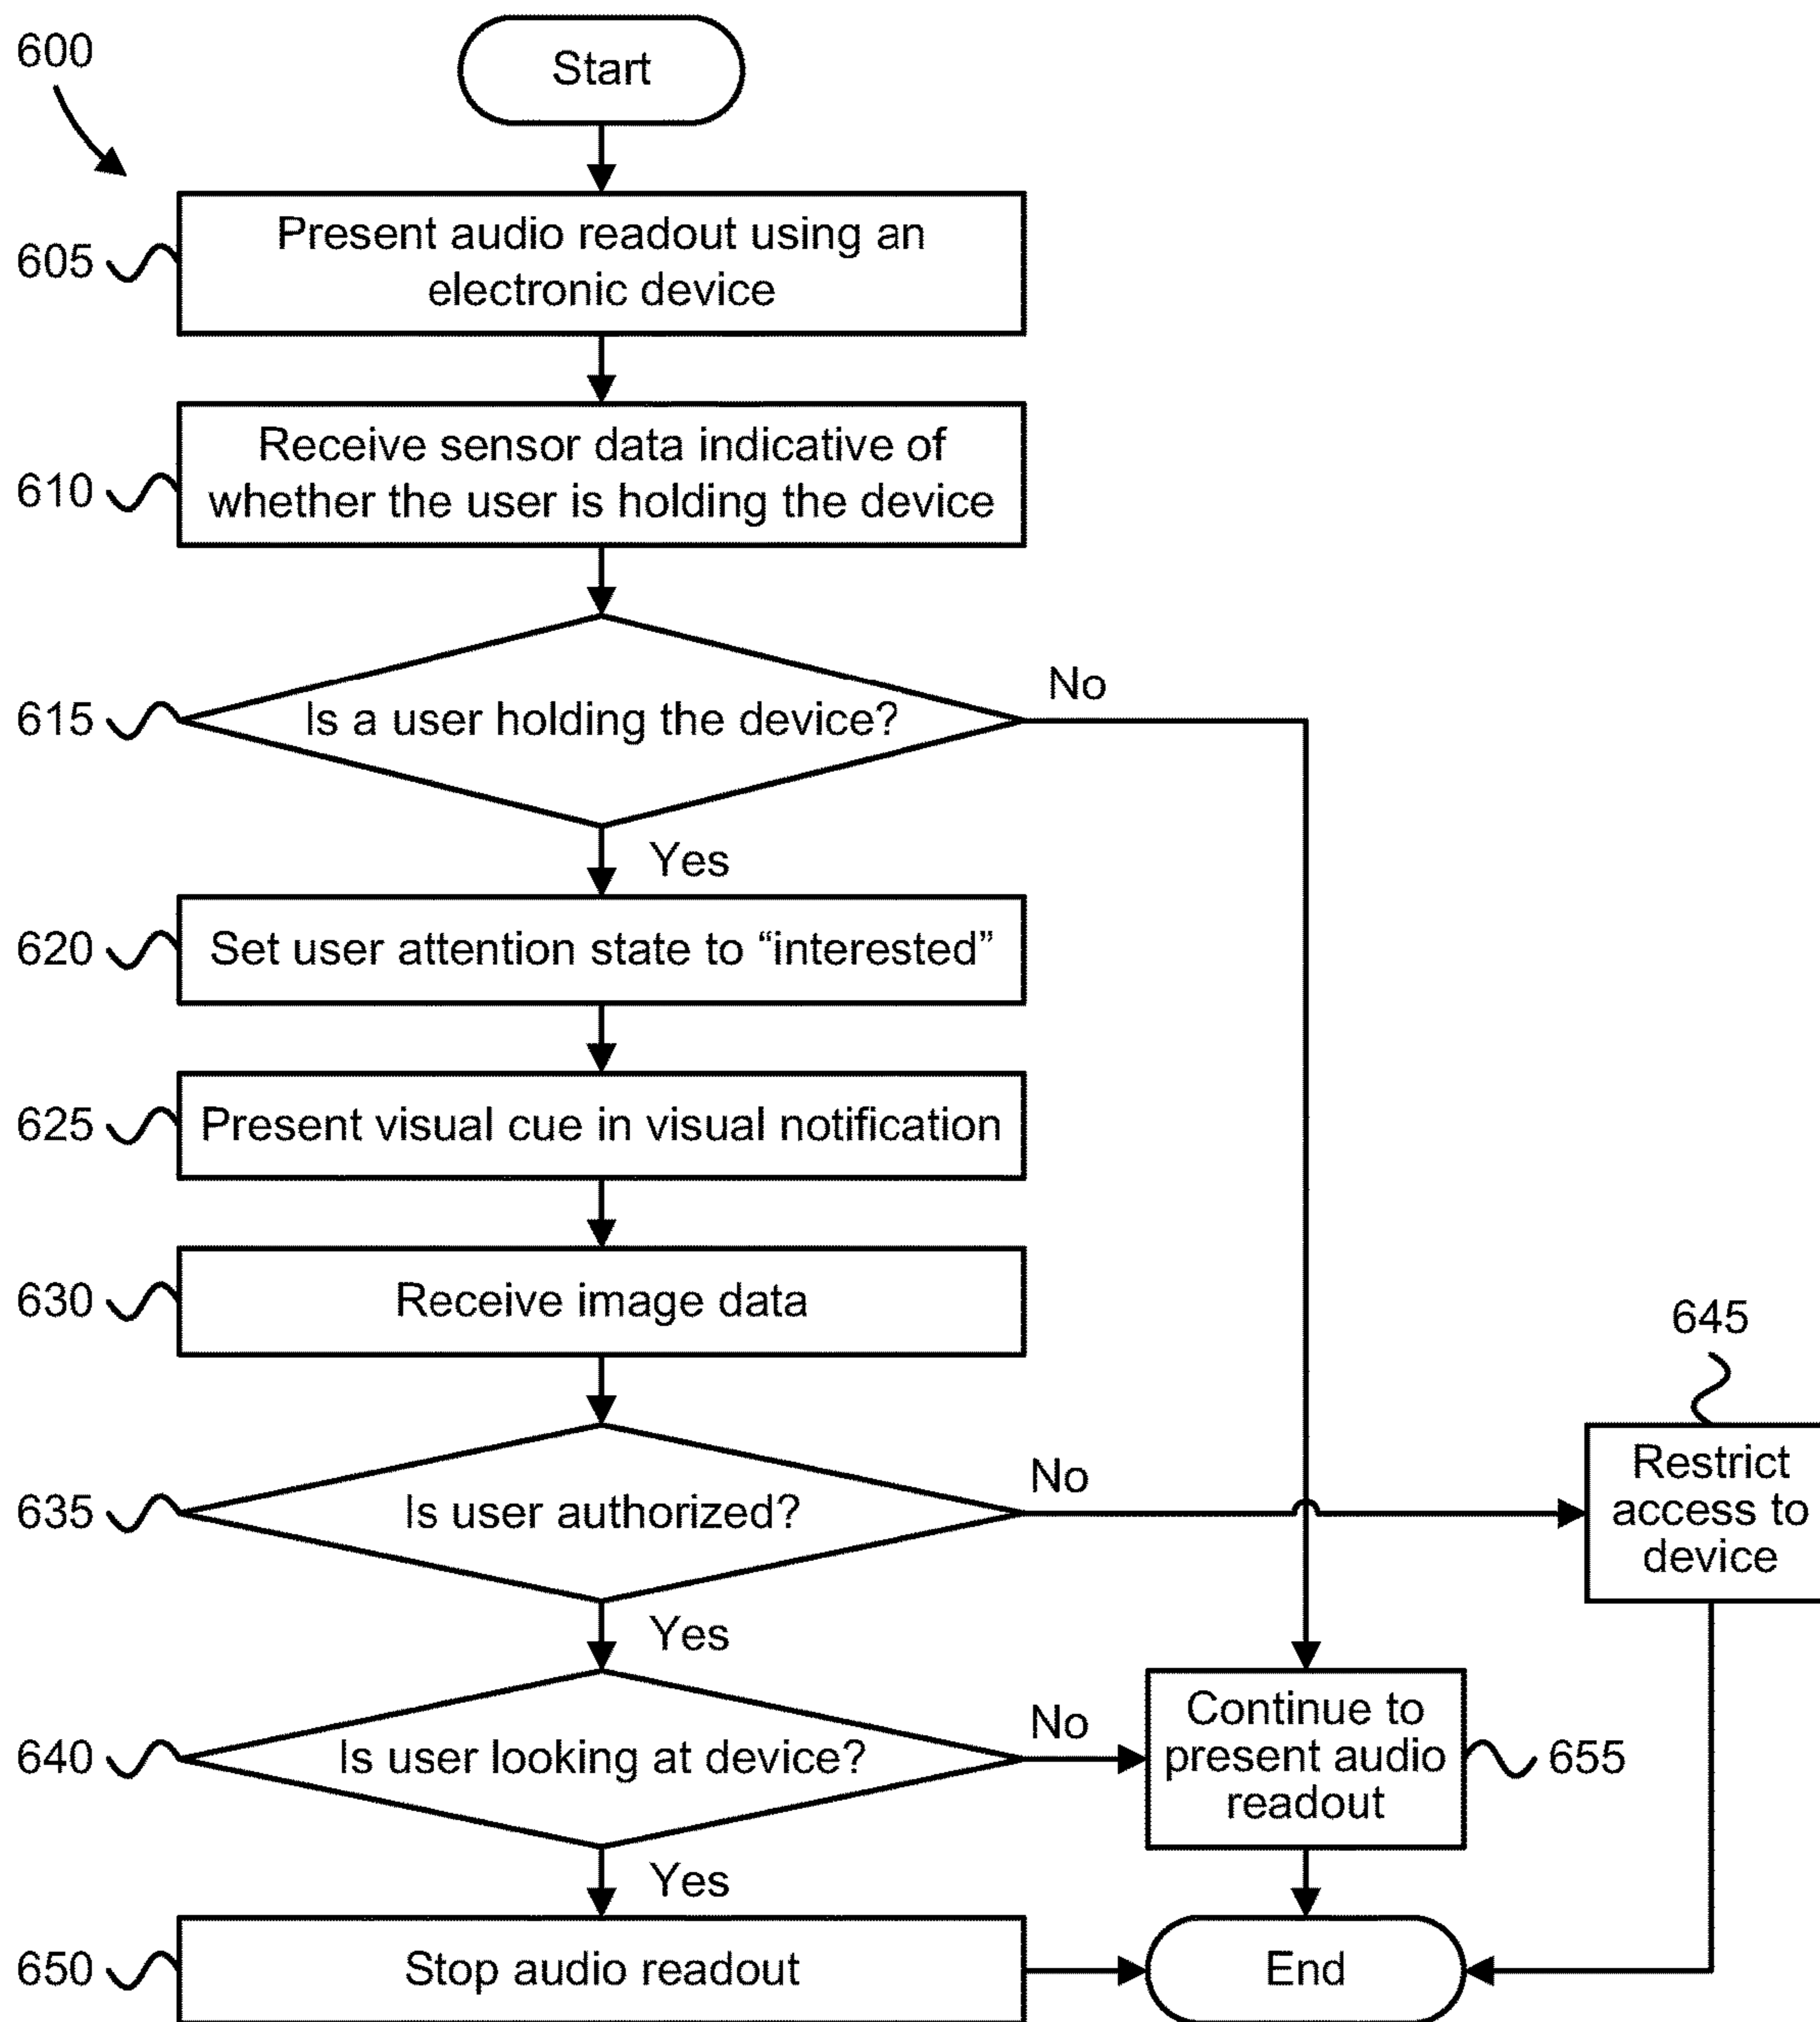 600
Start
605
Present audio readout using an
electronic device
610
Receive sensor data indicative of
whether the user is holding the device
615
Is a user holding the device?
No
Yes
620
Set user attention state to “interested”
625
Present visual cue in visual notification
630
Receive image data
645
Restrict
access to
device
635
Is user authorized?
No
Yes
640
Is user looking at device?
No
Continue to
present audio
readout
655
Yes
650
Stop audio readout
End